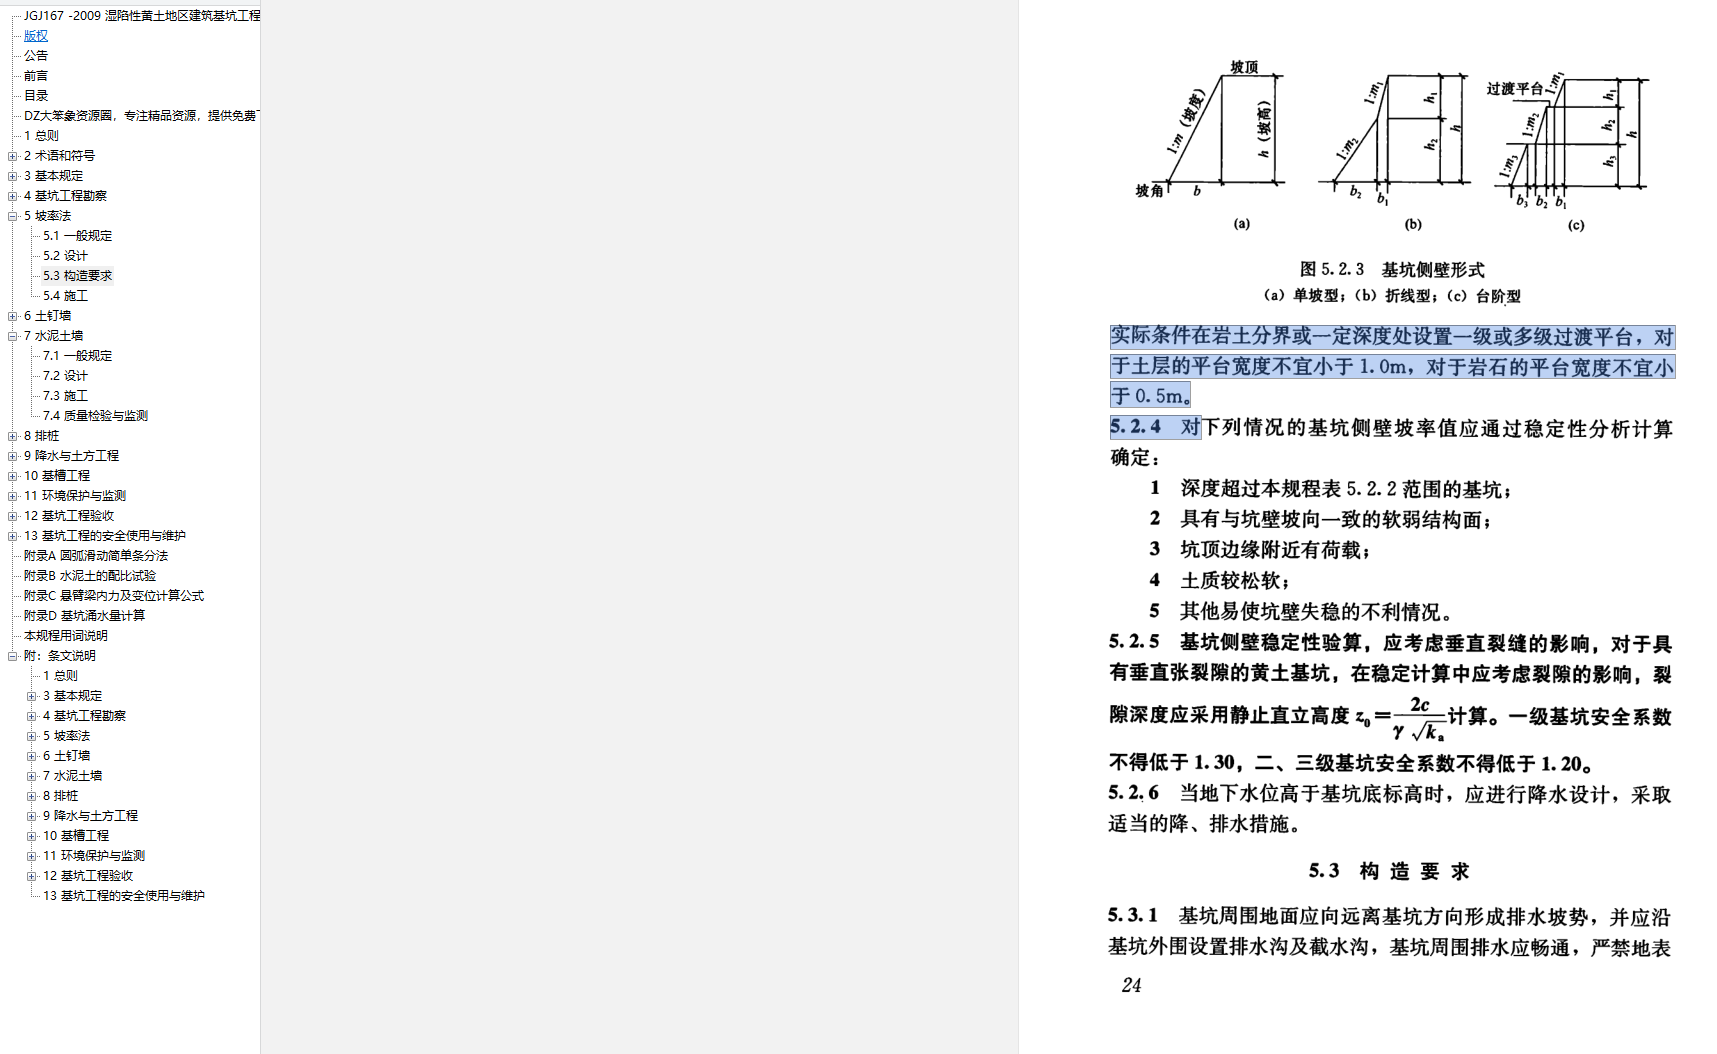 JGJ167 -2009 湿陷性黄土地区建筑基坑工程
版权
公告
前言
目录
DZ大笨象资源圈，专注精品资源，提供免费
1 总则
2 术语和符号
3 基本规定
4 基坑工程勘察
5 坡率法
5.1 一般规定
5.2 设计
5.3 构造要求
5.4 施工
6 土钉墙
7 水泥土墙
7.1 一般规定
7.2 设计
7.3 施工
7.4 质量检验与监测
8 排桩
9 降水与土方工程
10 基槽工程
11 环境保护与监测
12 基坑工程验收
13 基坑工程的安全使用与维护
附录A 圆弧滑动简单条分法
附录B 水泥土的配比试验
附录C 悬臂梁内力及变位计算公式
附录D 基坑涌水量计算
本规程用词说明
附：条文说明
1 总则
3 基本规定
4 基坑工程勘察
5 坡率法
6 土钉墙
7 水泥土墙
8 排桩
9 降水与土方工程
10 基槽工程
11 环境保护与监测
12 基坑工程验收
13 基坑工程的安全使用与维护
坡顶
1:m（坡度）
h（坡高）
坡角
b
(a)
1:m₁
1:m₂
h₁
h₂
h
b₂
b₁
(b)
过渡平台
1:m₁
1:m₂
1:m₃
h₁
h₂
h₃
h
b₃ b₂ b₁
(c)
图 5.2.3 基坑侧壁形式
（a）单坡型；（b）折线型；（c）台阶型
实际条件在岩土分界或一定深度处设置一级或多级过渡平台，对
于土层的平台宽度不宜小于 1.0m，对于岩石的平台宽度不宜小
于 0.5m。
5.2.4 对下列情况的基坑侧壁坡率值应通过稳定性分析计算
确定：
1 深度超过本规程表 5.2.2 范围的基坑；
2 具有与坑壁坡向一致的软弱结构面；
3 坑顶边缘附近有荷载；
4 土质较松软；
5 其他易使坑壁失稳的不利情况。
5.2.5 基坑侧壁稳定性验算，应考虑垂直裂缝的影响，对于具
有垂直张裂隙的黄土基坑，在稳定计算中应考虑裂隙的影响，裂
隙深度应采用静止直立高度 z₀＝2c/(γ√kₐ)计算。一级基坑安全系数
不得低于 1.30，二、三级基坑安全系数不得低于 1.20。
5.2.6 当地下水位高于基坑底标高时，应进行降水设计，采取
适当的降、排水措施。
5.3 构造要求
5.3.1 基坑周围地面应向远离基坑方向形成排水坡势，并应沿
基坑外围设置排水沟及截水沟，基坑周围排水应畅通，严禁地表
24